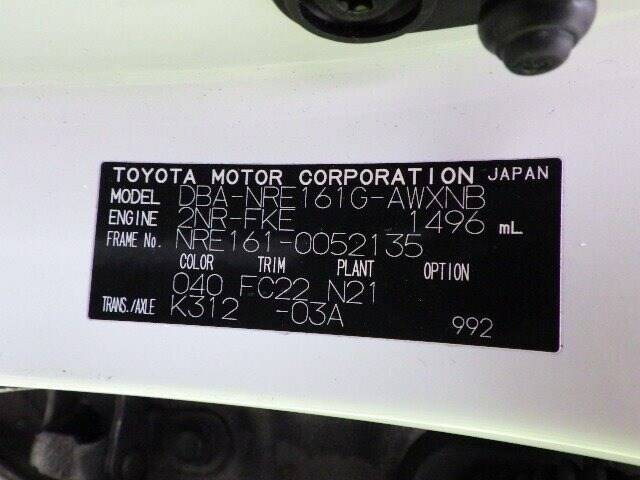 TOYOTA MOTOR CORPORATION JAPAN
MODEL DBA-NRE161G-AWXNB
ENGINE 2NR-FKE 1496 mL
FRAME No. NRE161-0052135
COLOR TRIM PLANT OPTION
040 FC22 N21
TRANS./AXLE K312 -03A 992